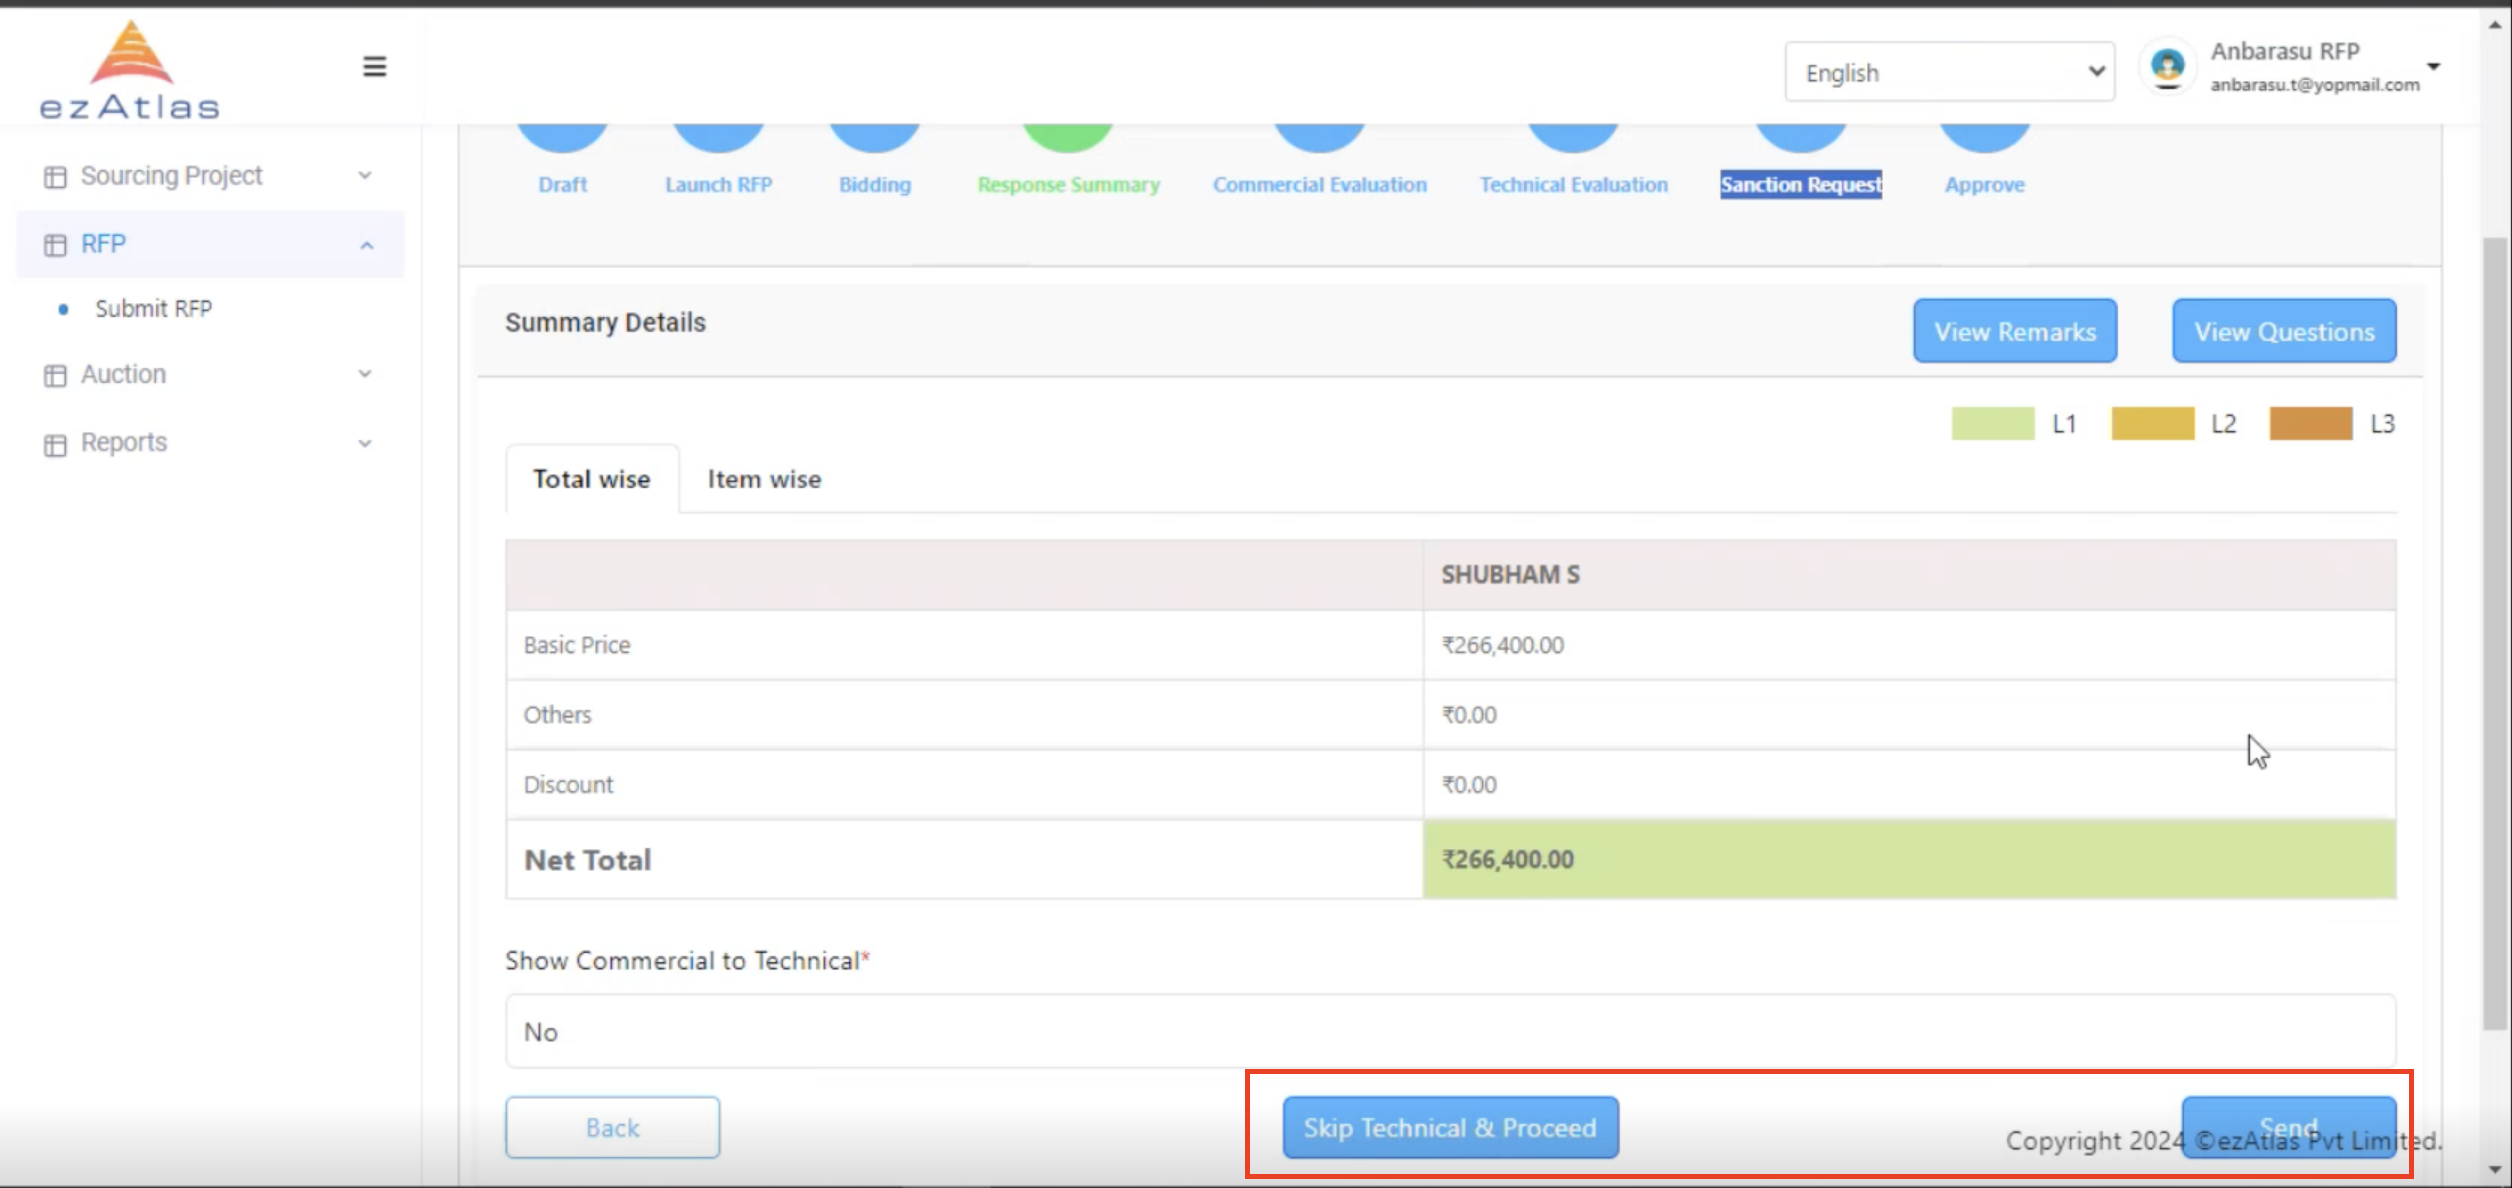 ezAtlas
English
Anbarasu RFP
anbarasu.t@yopmail.com
Sourcing Project
RFP
Submit RFP
Auction
Reports
Draft
Launch RFP
Bidding
Response Summary
Commercial Evaluation
Technical Evaluation
Sanction Request
Approve
Summary Details
View Remarks
View Questions
L1
L2
L3
Total wise
Item wise
SHUBHAM S
Basic Price
₹266,400.00
Others
₹0.00
Discount
₹0.00
Net Total
₹266,400.00
Show Commercial to Technical*
No
Back
Skip Technical & Proceed
Send
Copyright 2024 ©ezAtlas Pvt Limited.